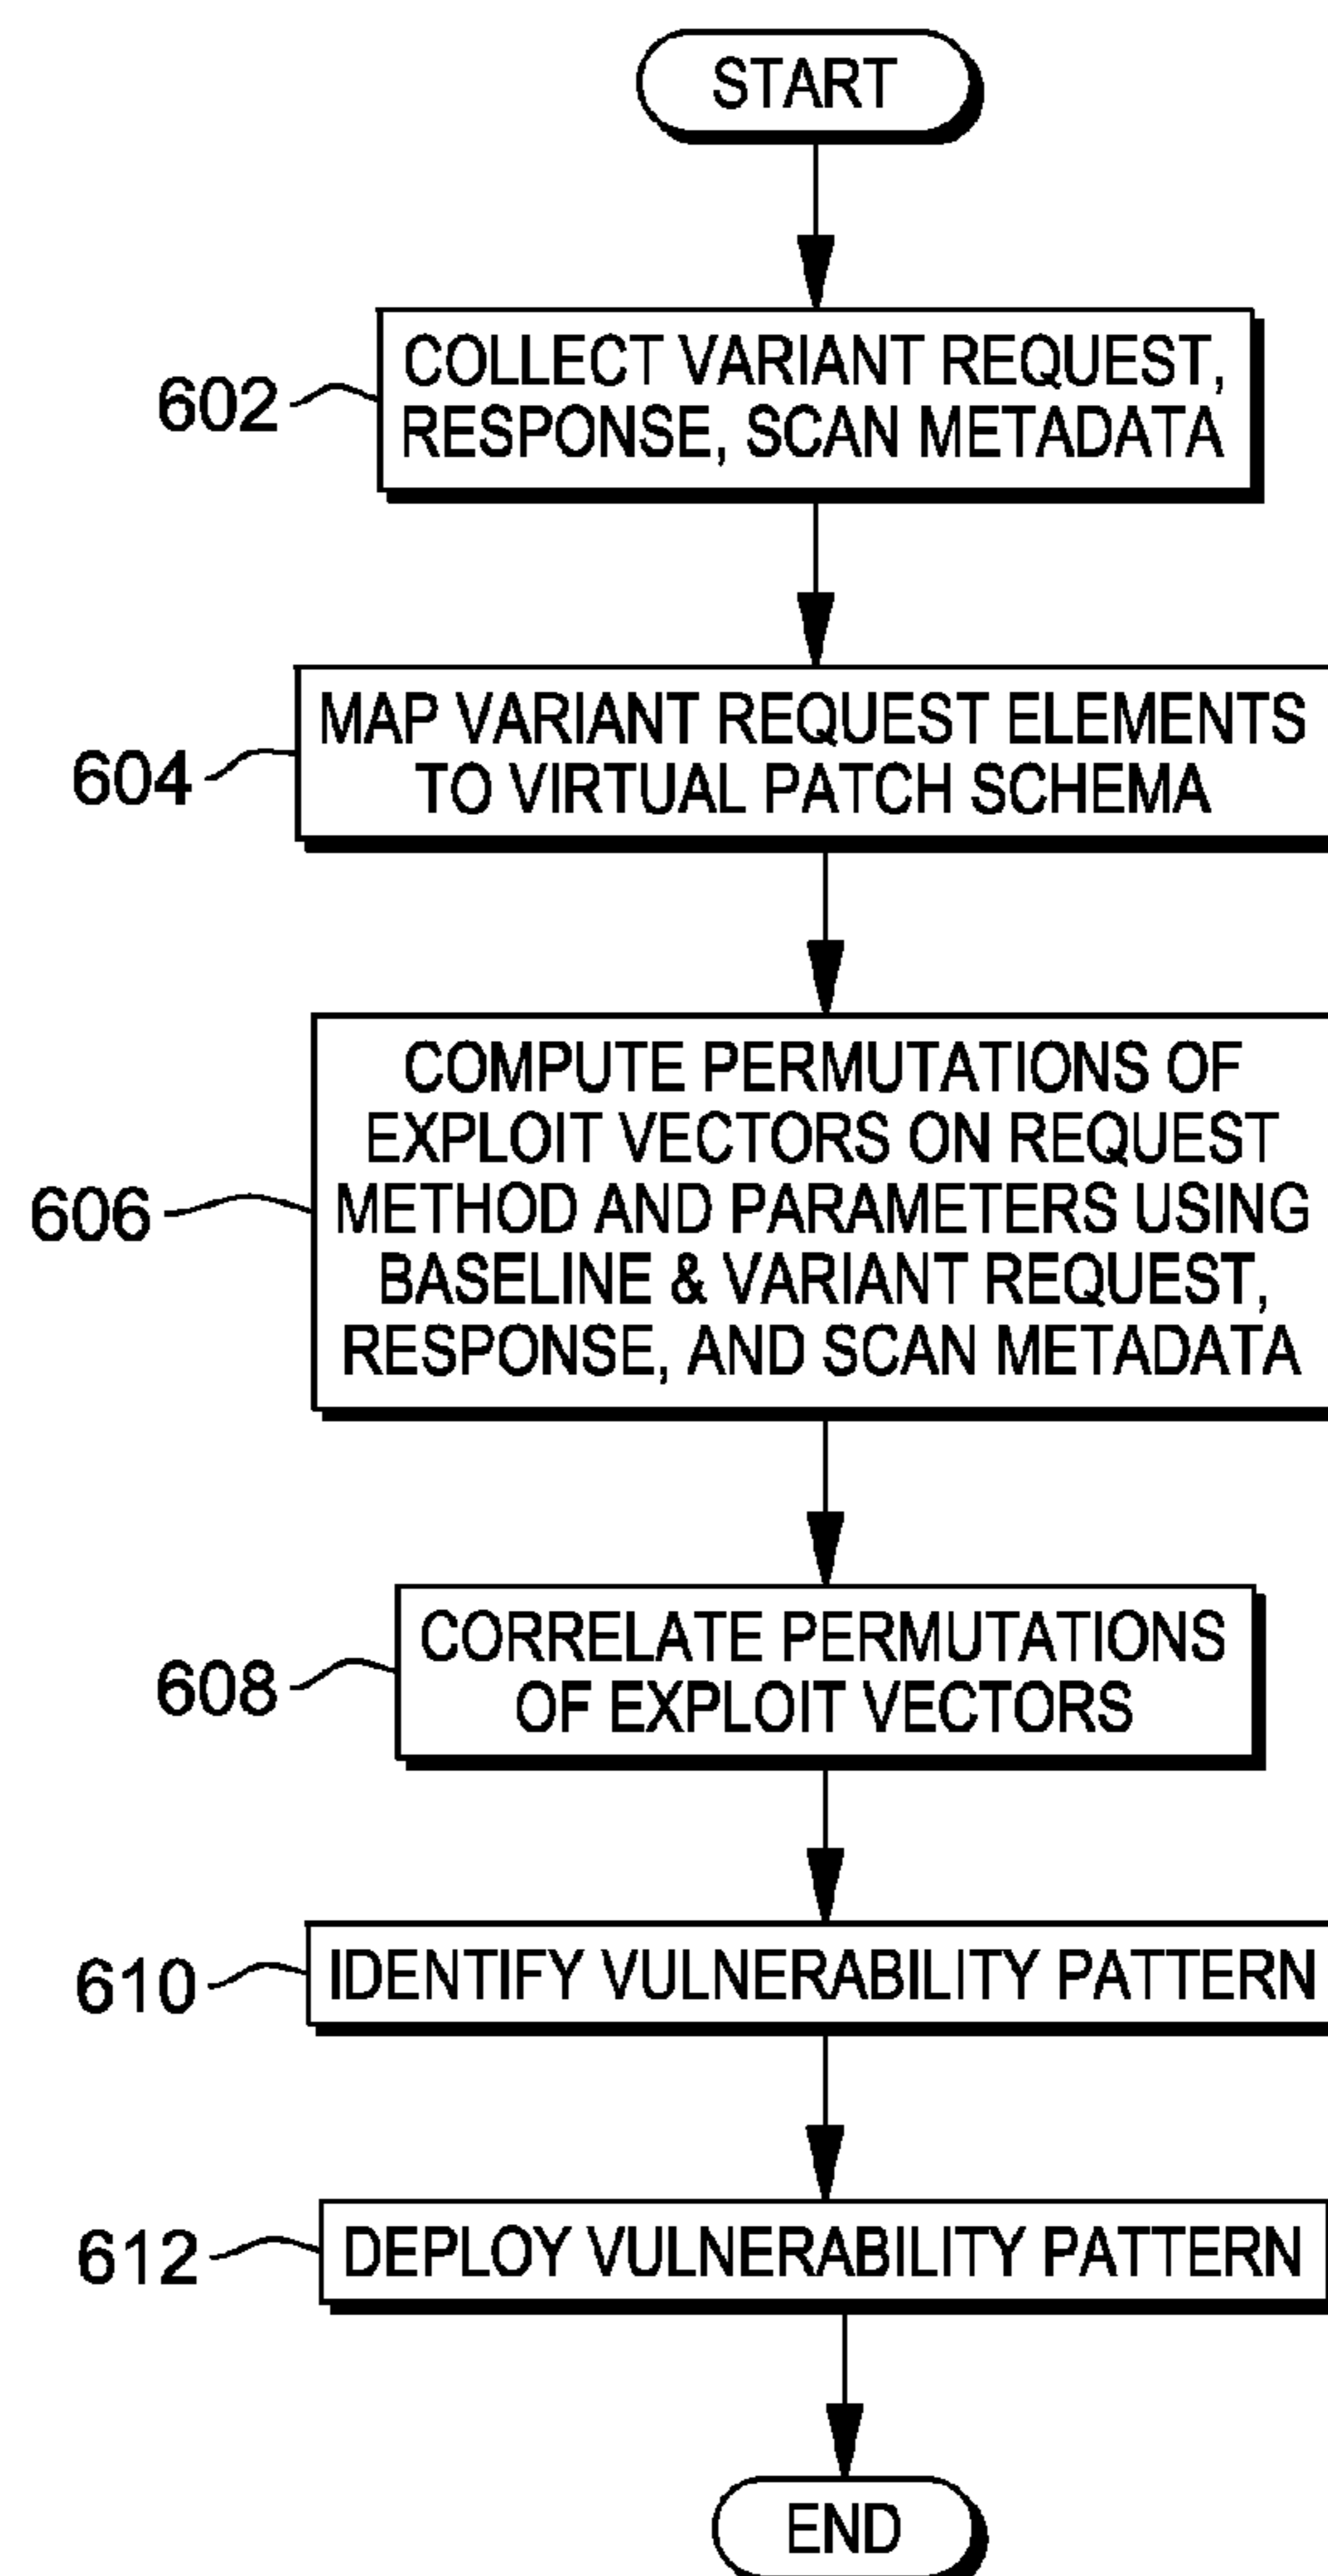 START
602
COLLECT VARIANT REQUEST,
RESPONSE, SCAN METADATA
604
MAP VARIANT REQUEST ELEMENTS
TO VIRTUAL PATCH SCHEMA
606
COMPUTE PERMUTATIONS OF
EXPLOIT VECTORS ON REQUEST
METHOD AND PARAMETERS USING
BASELINE & VARIANT REQUEST,
RESPONSE, AND SCAN METADATA
608
CORRELATE PERMUTATIONS
OF EXPLOIT VECTORS
610
IDENTIFY VULNERABILITY PATTERN
612
DEPLOY VULNERABILITY PATTERN
END